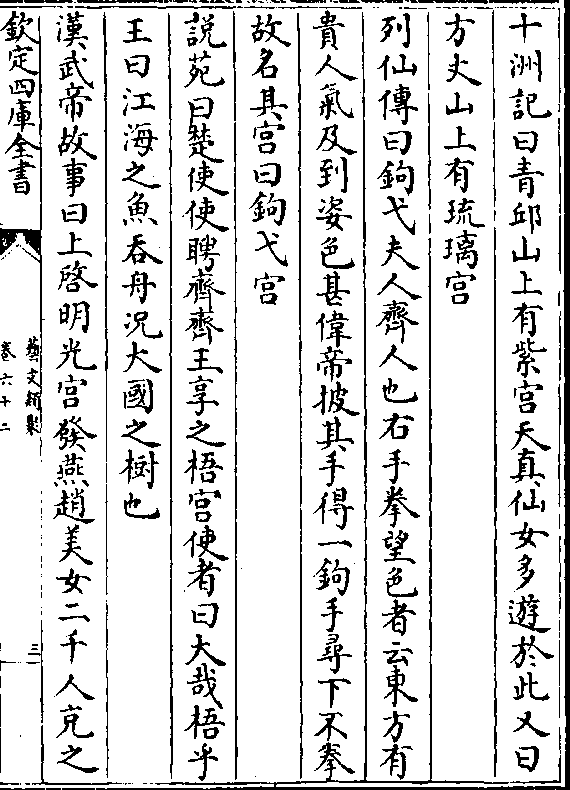 十洲記曰青邱山上有紫宫天真仙女多遊於此又曰
方丈山上有琉璃宫
列仙傳曰鉤弋夫人齊人也右手拳望色者云東方有
貴人氣及到姿色甚偉帝披其手得一鉤手尋下不拳
故名其宫曰鉤弋宫
說苑曰楚使使聘齊齊王享之梧宫使者曰大哉梧乎
王曰江海之魚吞舟况大國之樹也
漢武帝故事曰上啓明光宫發燕趙美女二千人充之
欽定四庫全書
藝文類聚
卷六十二
三